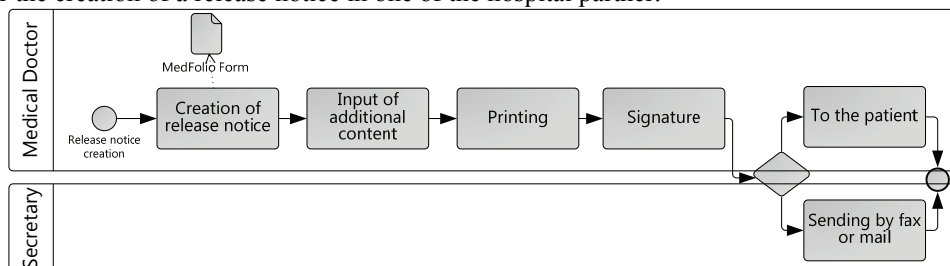 r the creation of a release notice in one of the hospital partner.
Medical Doctor
MedFolio Form
Release notice
creation
Creation of
release notice
Input of
additional
content
Printing
Signature
To the patient
Secretary
Sending by fax
or mail